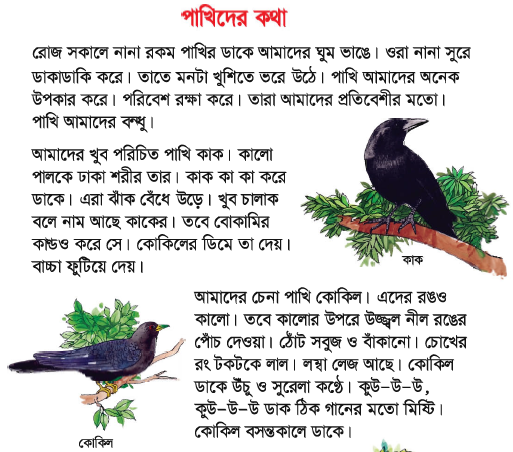 পাখিদের কথা
রোজ সকালে নানা রকম পাখির ডাকে আমাদের ঘুম ভাঙে। ওরা নানা সুরে
ডাকাডাকি করে। তাতে মনটা খুশিতে ভরে উঠে। পাখি আমাদের অনেক
উপকার করে। পরিবেশ রক্ষা করে। তারা আমাদের প্রতিবেশীর মতো।
পাখি আমাদের বন্ধু।
আমাদের খুব পরিচিত পাখি কাক। কালো
পালকে ঢাকা শরীর তার। কাক কা কা করে
ডাকে। এরা ঝাঁক বেঁধে উড়ে। খুব চালাক
বলে নাম আছে কাকের। তবে বোকামির
কাণ্ডও করে সে। কোকিলের ডিমে তা দেয়।
বাচ্চা ফুটিয়ে দেয়।
কাক
আমাদের চেনা পাখি কোকিল। এদের রঙও
কালো। তবে কালোর উপরে উজ্জ্বল নীল রঙের
পোঁচ দেওয়া। ঠোঁট সবুজ ও বাঁকানো। চোখের
রং টকটকে লাল। লম্বা লেজ আছে। কোকিল
ডাকে উঁচু ও সুরেলা কণ্ঠে। কূউ-উ-উ,
কূউ-উ-উ ডাক ঠিক গানের মতো মিষ্টি।
কোকিল বসন্তকালে ডাকে।
কোকিল